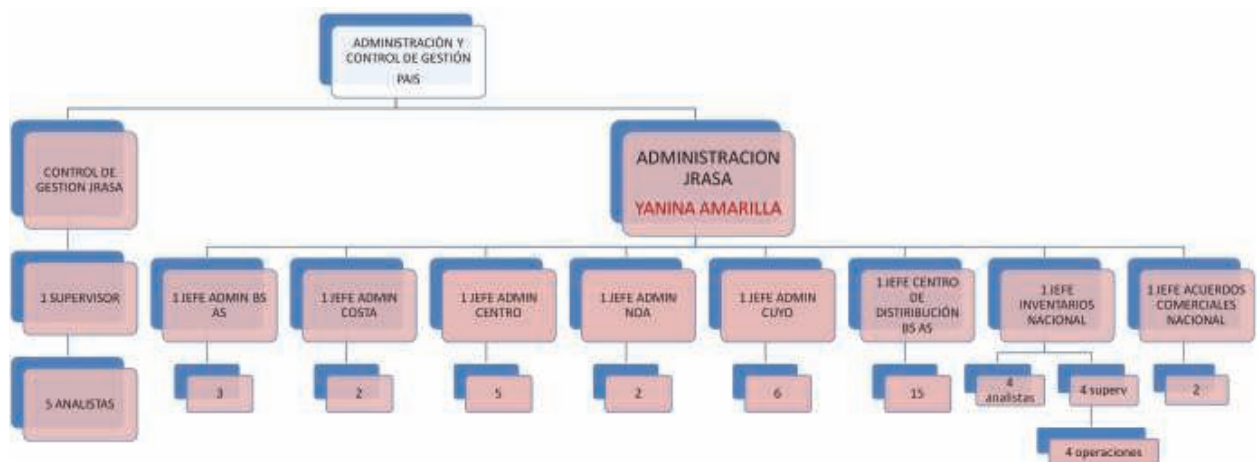 ADMINISTRACIÓN Y
CONTROL DE GESTIÓN
PAIS
CONTROL DE
GESTION JRASA
ADMINISTRACION
JRASA
YANINA AMARILLA
1 SUPERVISOR
1 JEFE ADMIN BS
AS
1 JEFE ADMIN
COSTA
1 JEFE ADMIN
CENTRO
1 JEFE ADMIN
NOA
1 JEFE ADMIN
CUYO
1 JEFE CENTRO
DE
DISTRIBUCIÓN
BS AS
1 JEFE
INVENTARIOS
NACIONAL
1 JEFE ACUERDOS
COMERCIALES
NACIONAL
5 ANALISTAS
3
2
5
2
6
15
4
analistas
4 superv
2
4 operaciones